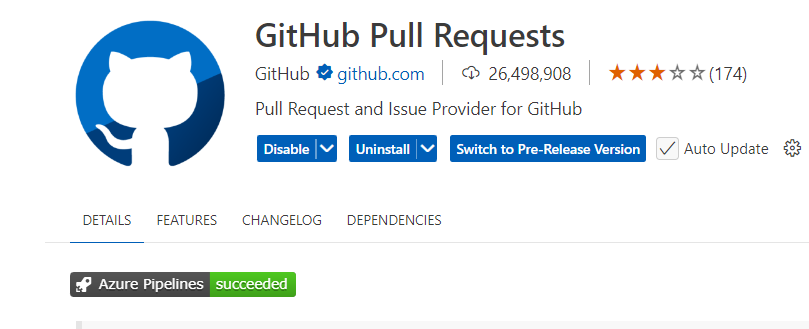 GitHub Pull Requests
GitHub github.com 26,498,908 (174)
Pull Request and Issue Provider for GitHub
Disable Uninstall Switch to Pre-Release Version Auto Update
DETAILS FEATURES CHANGELOG DEPENDENCIES
Azure Pipelines succeeded